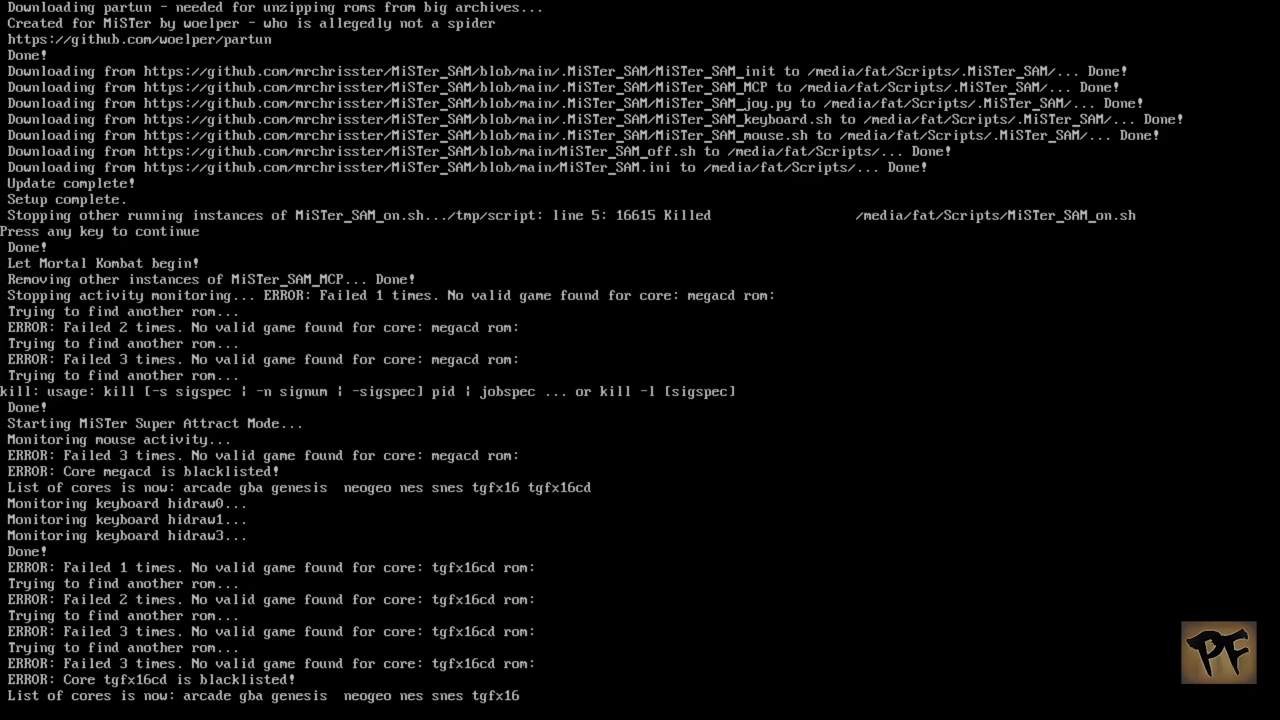 Downloading partun - needed for unzipping roms from big archives...
Created for MiSTer by woelper - who is allegedly not a spider
https://github.com/woelper/partun
Done!
Downloading from https://github.com/mrchrisster/MiSTer_SAM/blob/main/.MiSTer_SAM/MiSTer_SAM_init to /media/fat/Scripts/.MiSTer_SAM/... Done!
Downloading from https://github.com/mrchrisster/MiSTer_SAM/blob/main/.MiSTer_SAM/MiSTer_SAM_MCP to /media/fat/Scripts/.MiSTer_SAM/... Done!
Downloading from https://github.com/mrchrisster/MiSTer_SAM/blob/main/.MiSTer_SAM/MiSTer_SAM_joy.py to /media/fat/Scripts/.MiSTer_SAM/... Done!
Downloading from https://github.com/mrchrisster/MiSTer_SAM/blob/main/.MiSTer_SAM/MiSTer_SAM_keyboard.sh to /media/fat/Scripts/.MiSTer_SAM/... Done!
Downloading from https://github.com/mrchrisster/MiSTer_SAM/blob/main/.MiSTer_SAM/MiSTer_SAM_mouse.sh to /media/fat/Scripts/.MiSTer_SAM/... Done!
Downloading from https://github.com/mrchrisster/MiSTer_SAM/blob/main/MiSTer_SAM_off.sh to /media/fat/Scripts/... Done!
Downloading from https://github.com/mrchrisster/MiSTer_SAM/blob/main/MiSTer_SAM.ini to /media/fat/Scripts/... Done!
Update complete!
Setup complete.
Stopping other running instances of MiSTer_SAM_on.sh.../tmp/script: line 5: 16615 Killed /media/fat/Scripts/MiSTer_SAM_on.sh
Press any key to continue
Done!
Let Mortal Kombat begin!
Removing other instances of MiSTer_SAM_MCP... Done!
Stopping activity monitoring... ERROR: Failed 1 times. No valid game found for core: megacd rom:
Trying to find another rom...
ERROR: Failed 2 times. No valid game found for core: megacd rom:
Trying to find another rom...
ERROR: Failed 3 times. No valid game found for core: megacd rom:
Trying to find another rom...
kill: usage: kill [-s sigspec | -n signum | -sigspec] pid | jobspec ... or kill -l [sigspec]
Done!
Starting MiSTer Super Attract Mode...
Monitoring mouse activity...
ERROR: Failed 3 times. No valid game found for core: megacd rom:
ERROR: Core megacd is blacklisted!
List of cores is now: arcade gba genesis  neogeo nes snes tgfx16 tgfx16cd
Monitoring keyboard hidraw0...
Monitoring keyboard hidraw1...
Monitoring keyboard hidraw3...
Done!
ERROR: Failed 1 times. No valid game found for core: tgfx16cd rom:
Trying to find another rom...
ERROR: Failed 2 times. No valid game found for core: tgfx16cd rom:
Trying to find another rom...
ERROR: Failed 3 times. No valid game found for core: tgfx16cd rom:
Trying to find another rom...
ERROR: Failed 3 times. No valid game found for core: tgfx16cd rom:
ERROR: Core tgfx16cd is blacklisted!
List of cores is now: arcade gba genesis  neogeo nes snes tgfx16
PF